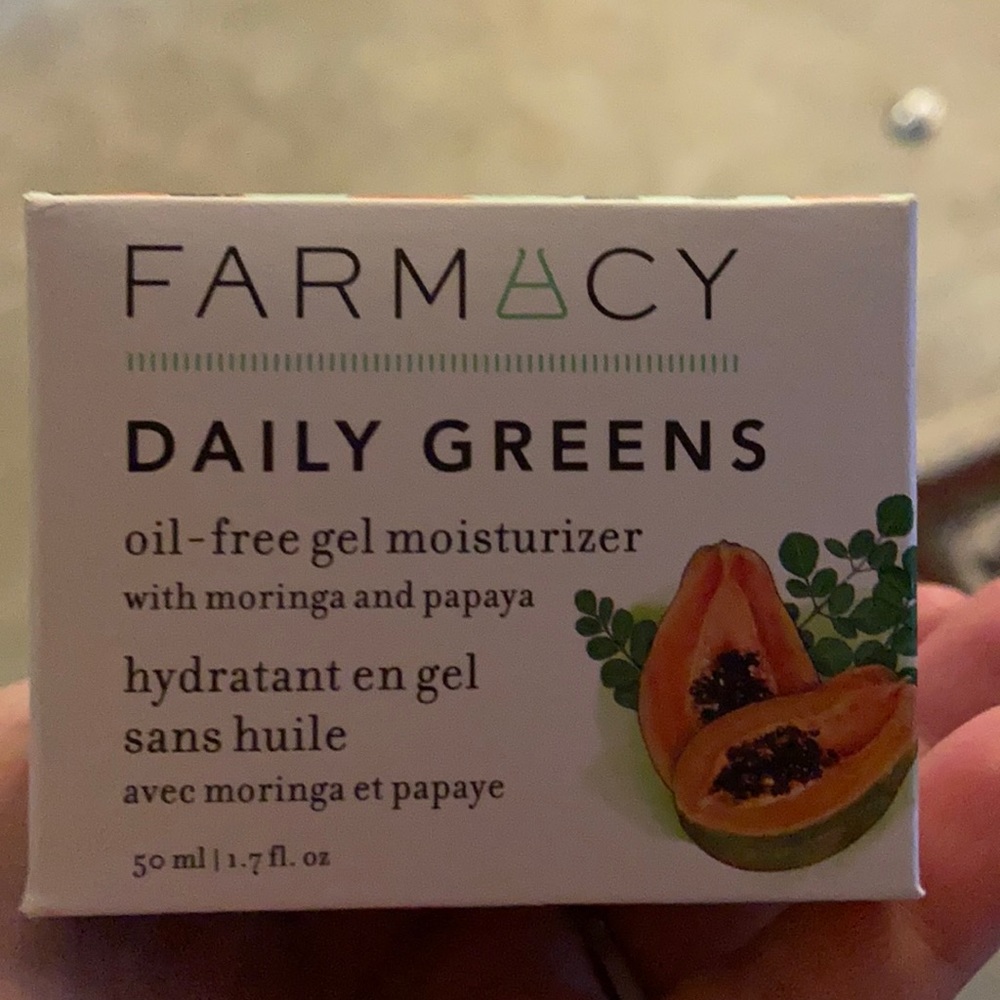 FARMACY
DAILY GREENS
oil-free gel moisturizer
with moringa and papaya
hydratant en gel
sans huile
avec moringa et papaye
50 ml | 1.7 fl. oz